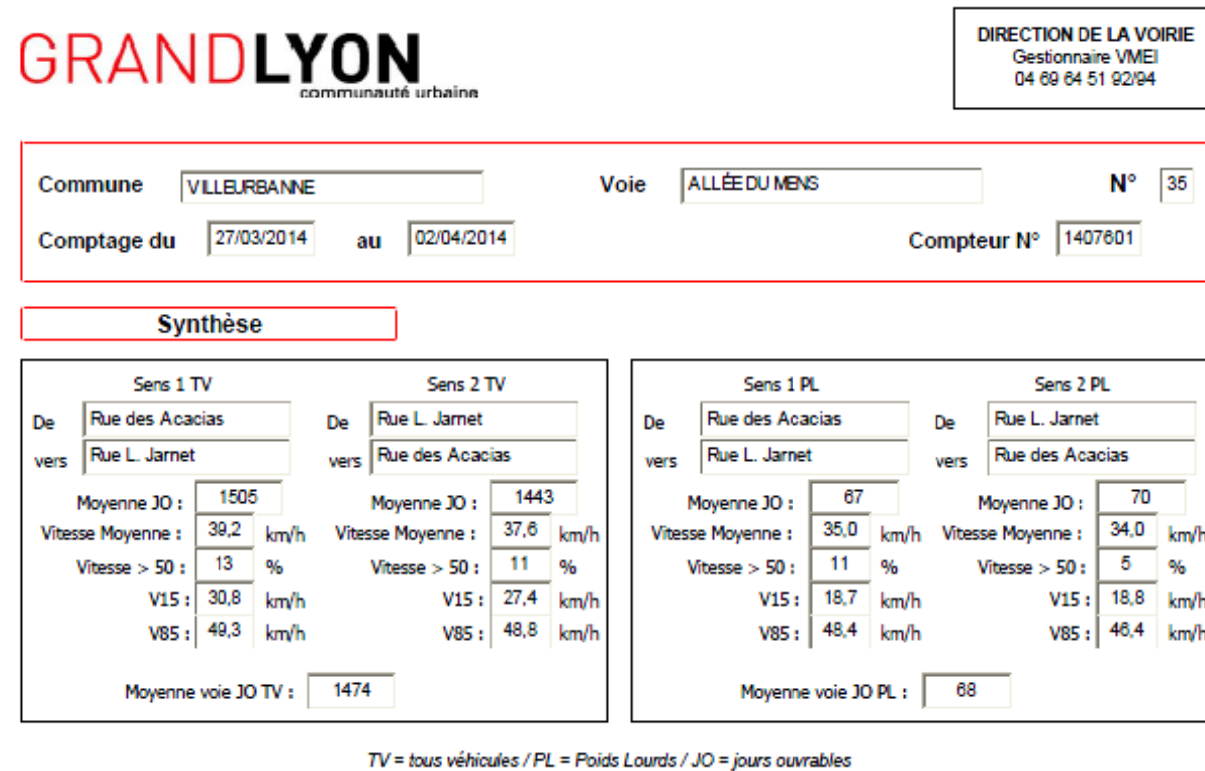 GRANDLYON
communauté urbaine
DIRECTION DE LA VOIRIE
Gestionnaire VMEI
04 69 64 51 92/94
Commune VILLEURBANNE Voie ALLÉE DU MENS N° 35
Comptage du 27/03/2014 au 02/04/2014 Compteur N° 1407601
Synthèse
Sens 1 TV Sens 2 TV Sens 1 PL Sens 2 PL
De Rue des Acacias De Rue L. Jarnet De Rue des Acacias De Rue L. Jarnet
vers Rue L. Jarnet vers Rue des Acacias vers Rue L. Jarnet vers Rue des Acacias
Moyenne JO : 1505 Moyenne JO : 1443 Moyenne JO : 67 Moyenne JO : 70
Vitesse Moyenne : 39,2 km/h Vitesse Moyenne : 37,6 km/h Vitesse Moyenne : 35,0 km/h Vitesse Moyenne : 34,0 km/h
Vitesse > 50 : 13 % Vitesse > 50 : 11 % Vitesse > 50 : 11 % Vitesse > 50 : 5 %
V15 : 30,8 km/h V15 : 27,4 km/h V15 : 18,7 km/h V15 : 18,8 km/h
V85 : 49,3 km/h V85 : 48,8 km/h V85 : 48,4 km/h V85 : 46,4 km/h
Moyenne voie JO TV : 1474 Moyenne voie JO PL : 68
TV = tous véhicules / PL = Poids Lourds / JO = jours ouvrables